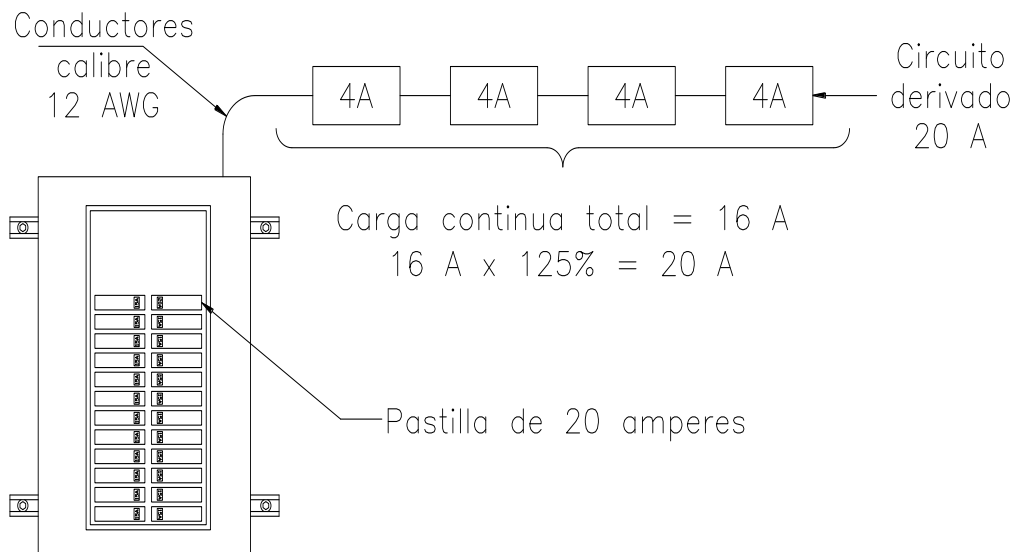 Conductores
calibre
12 AWG
4A
4A
4A
4A
Circuito
derivado
20 A
Carga continua total = 16 A
16 A x 125% = 20 A
Pastilla de 20 amperes